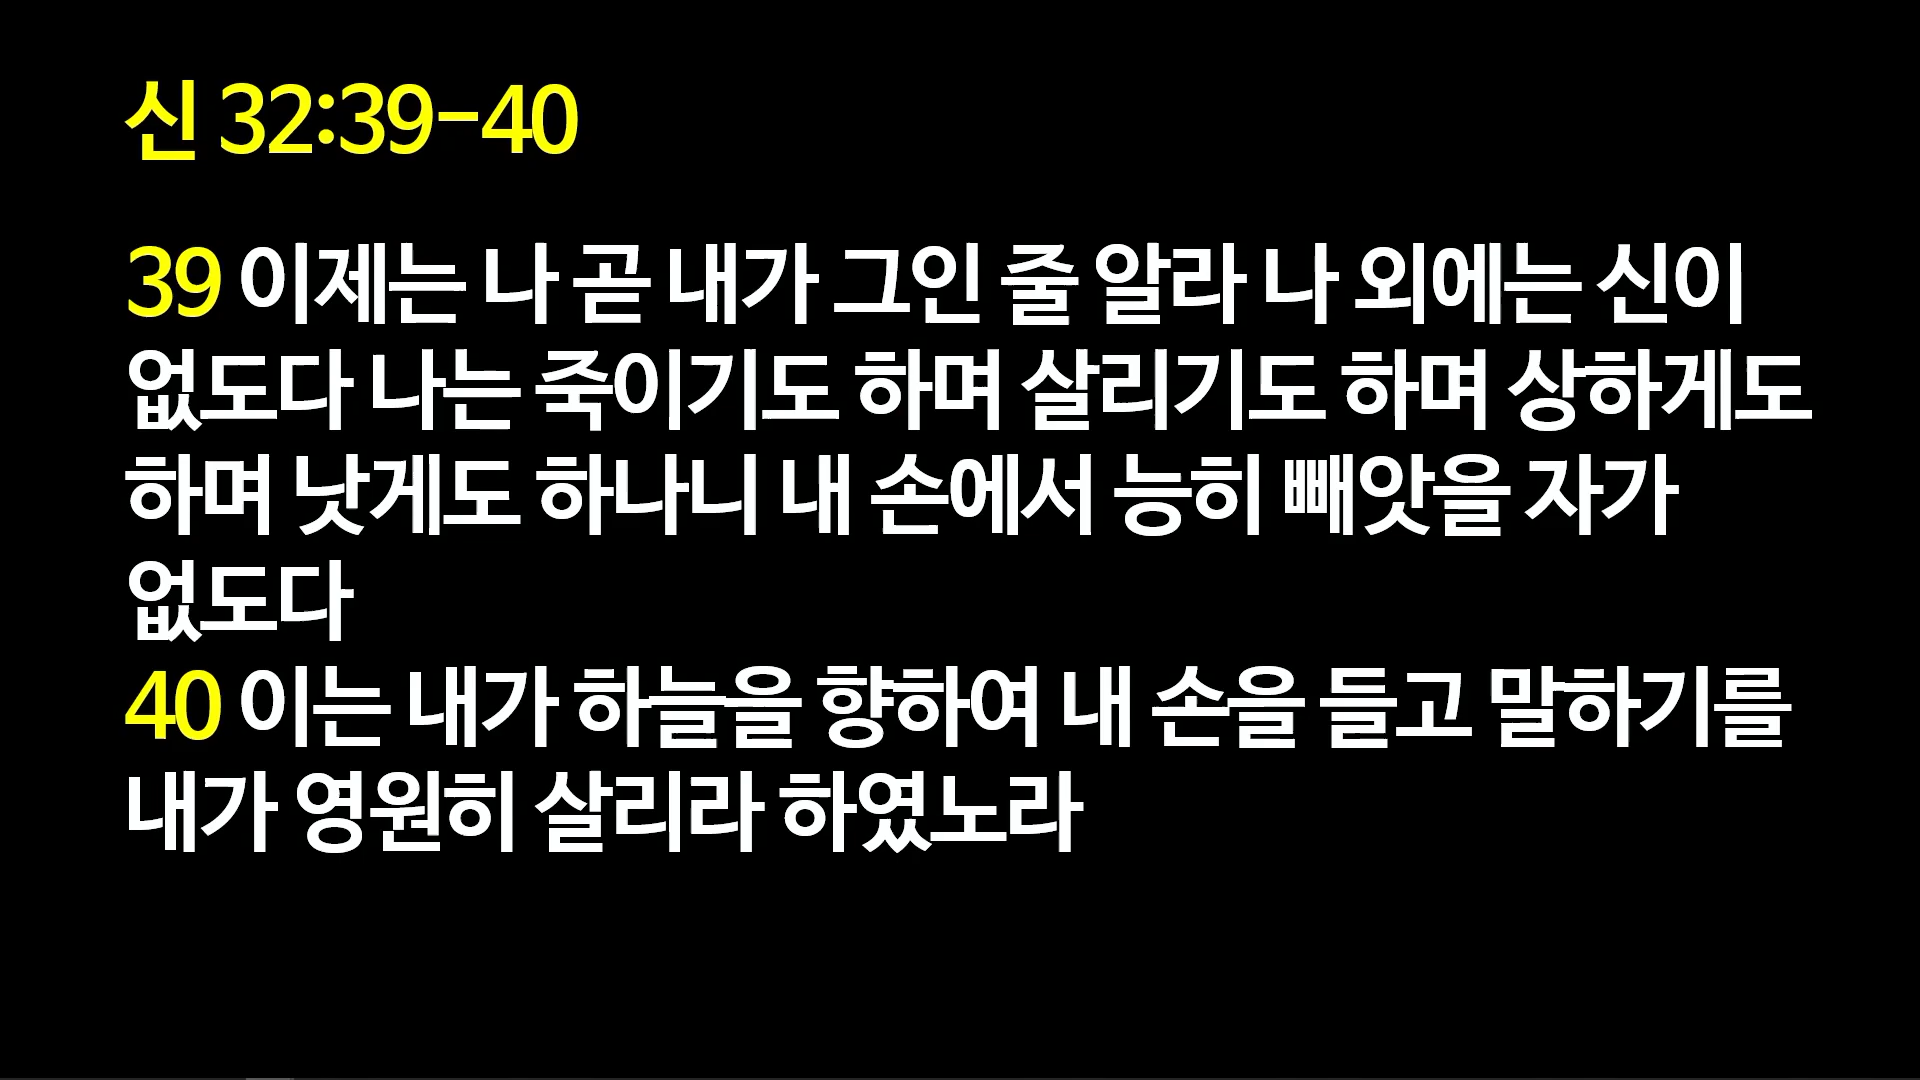 신 32:39-40
39 이제는 나 곧 내가 그인 줄 알라 나 외에는 신이
없도다 나는 죽이기도 하며 살리기도 하며 상하게도
하며 낫게도 하나니 내 손에서 능히 빼앗을 자가
없도다
40 이는 내가 하늘을 향하여 내 손을 들고 말하기를
내가 영원히 살리라 하였노라